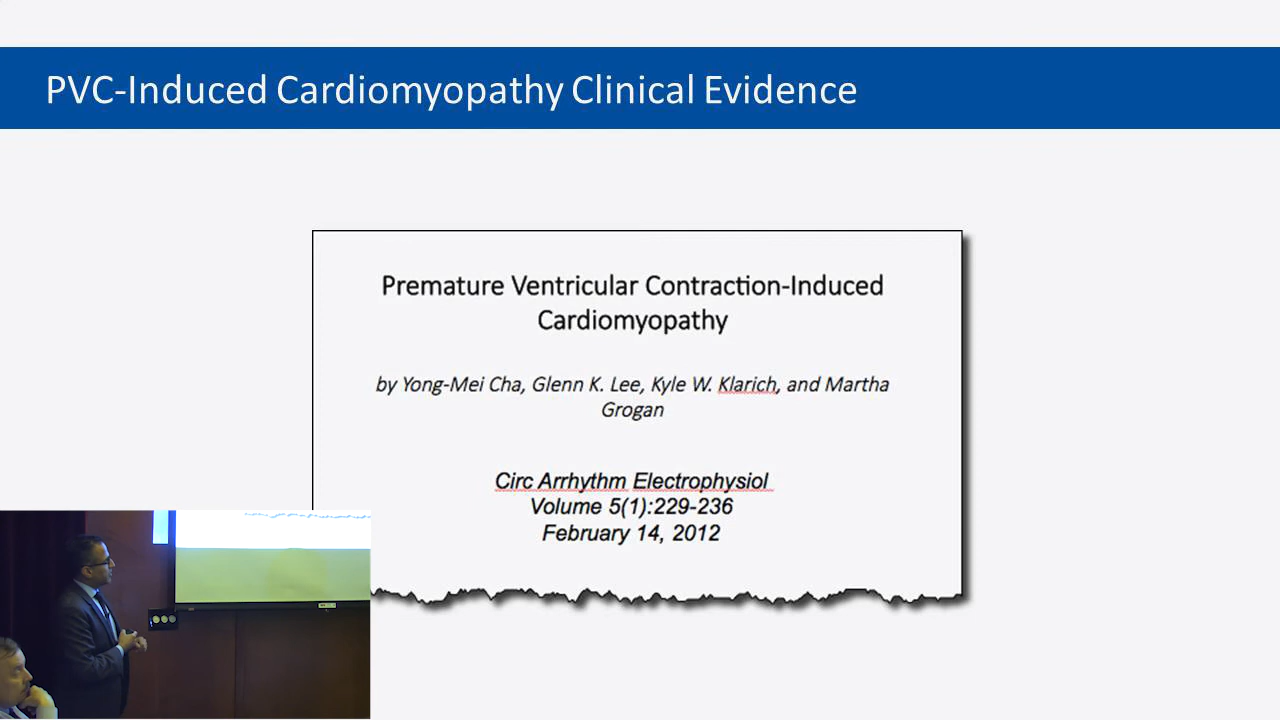 PVC-Induced Cardiomyopathy Clinical Evidence
Premature Ventricular Contraction-Induced
Cardiomyopathy
by Yong-Mei Cha, Glenn K. Lee, Kyle W. Klarich, and Martha
Grogan
Circ Arrhythm Electrophysiol
Volume 5(1):229-236
February 14, 2012